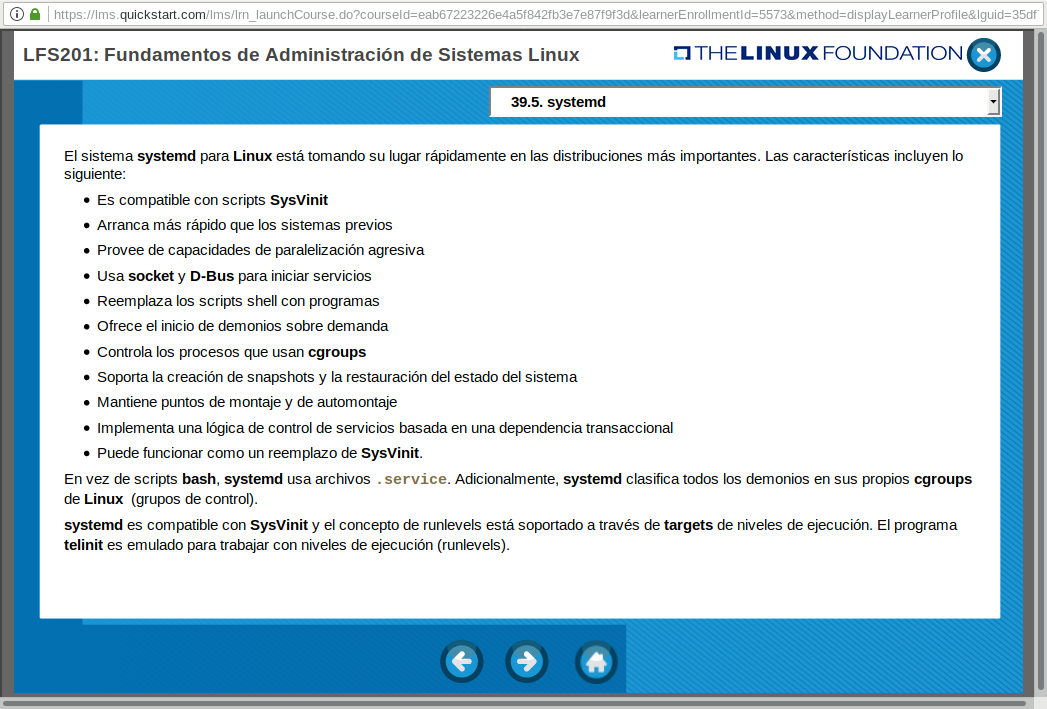 https://lms.quickstart.com/lms/lrn_launchCourse.do?courseId=eab67223226e4a5f842fb3e7e87f9f3d&learnerEnrollmentId=5573&method=displayLearnerProfile&lguid=35df
LFS201: Fundamentos de Administración de Sistemas Linux
THE LINUX FOUNDATION
39.5. systemd
El sistema systemd para Linux está tomando su lugar rápidamente en las distribuciones más importantes. Las características incluyen lo
siguiente:
• Es compatible con scripts SysVinit
• Arranca más rápido que los sistemas previos
• Provee de capacidades de paralelización agresiva
• Usa socket y D-Bus para iniciar servicios
• Reemplaza los scripts shell con programas
• Ofrece el inicio de demonios sobre demanda
• Controla los procesos que usan cgroups
• Soporta la creación de snapshots y la restauración del estado del sistema
• Mantiene puntos de montaje y de automontaje
• Implementa una lógica de control de servicios basada en una dependencia transaccional
• Puede funcionar como un reemplazo de SysVinit.
En vez de scripts bash, systemd usa archivos .service. Adicionalmente, systemd clasifica todos los demonios en sus propios cgroups
de Linux (grupos de control).
systemd es compatible con SysVinit y el concepto de runlevels está soportado a través de targets de niveles de ejecución. El programa
telinit es emulado para trabajar con niveles de ejecución (runlevels).